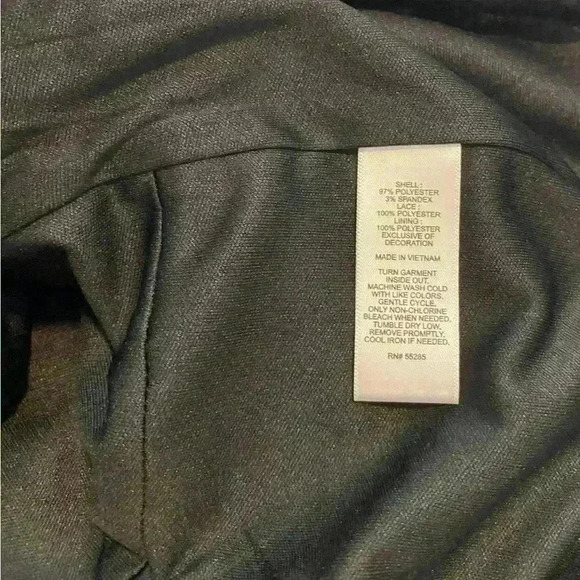 SHELL :
97% POLYESTER
3% SPANDEX
LACE :
100% POLYESTER
LINING :
100% POLYESTER
EXCLUSIVE OF
DECORATION
MADE IN VIETNAM
TURN GARMENT
INSIDE OUT.
MACHINE WASH COLD
WITH LIKE COLORS.
GENTLE CYCLE.
ONLY NON-CHLORINE
BLEACH WHEN NEEDED.
TUMBLE DRY LOW.
REMOVE PROMPTLY.
COOL IRON IF NEEDED.
RN# 55285